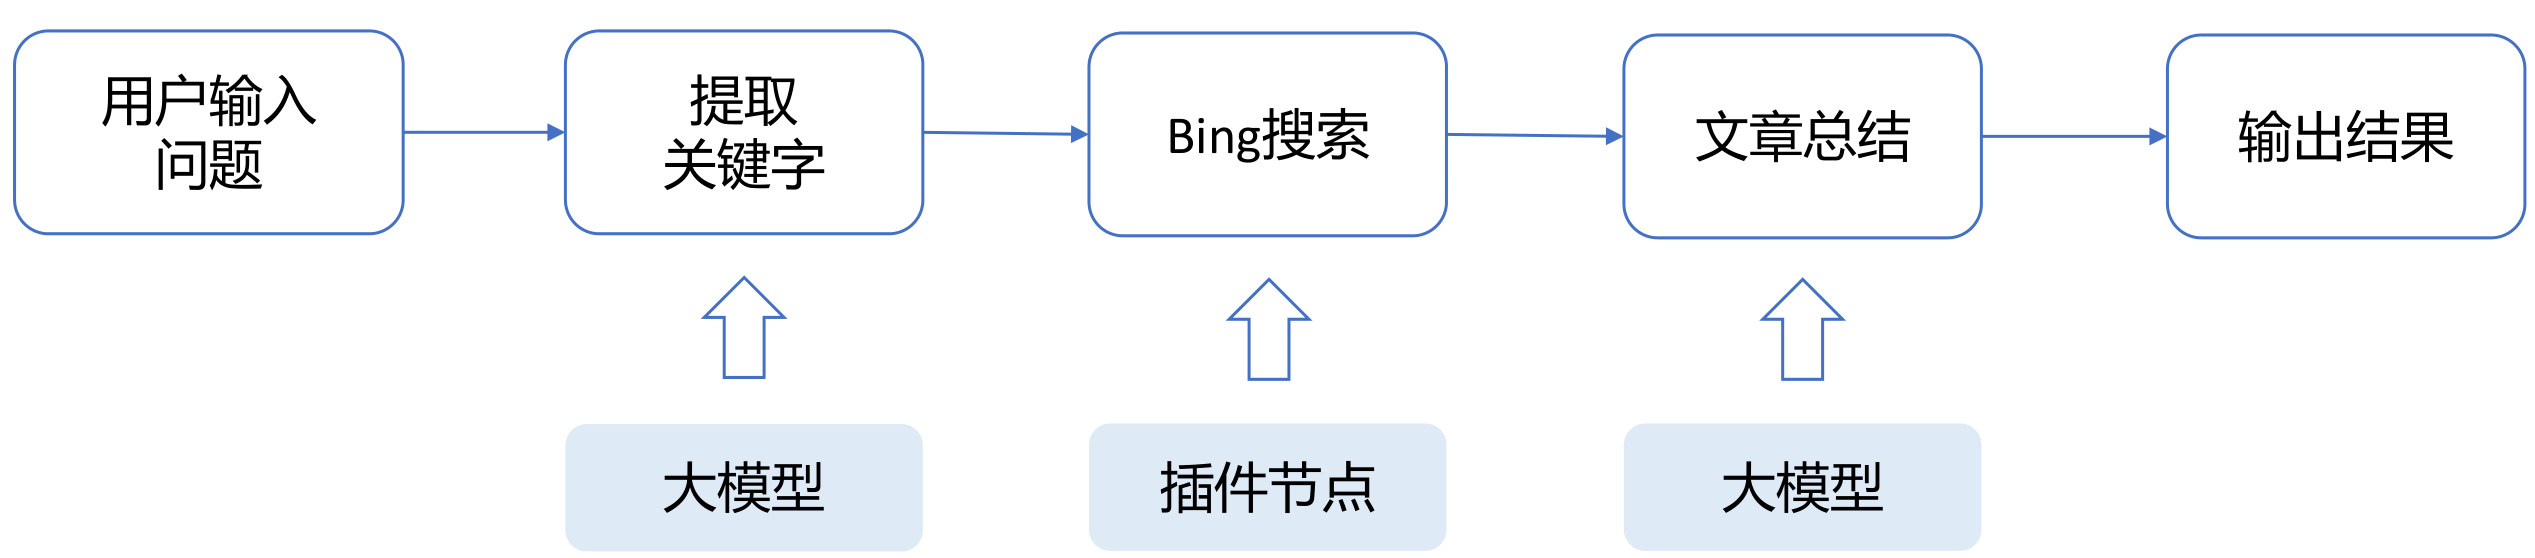 用户输入
问题
提取
关键字
Bing搜索
文章总结
输出结果
大模型
插件节点
大模型